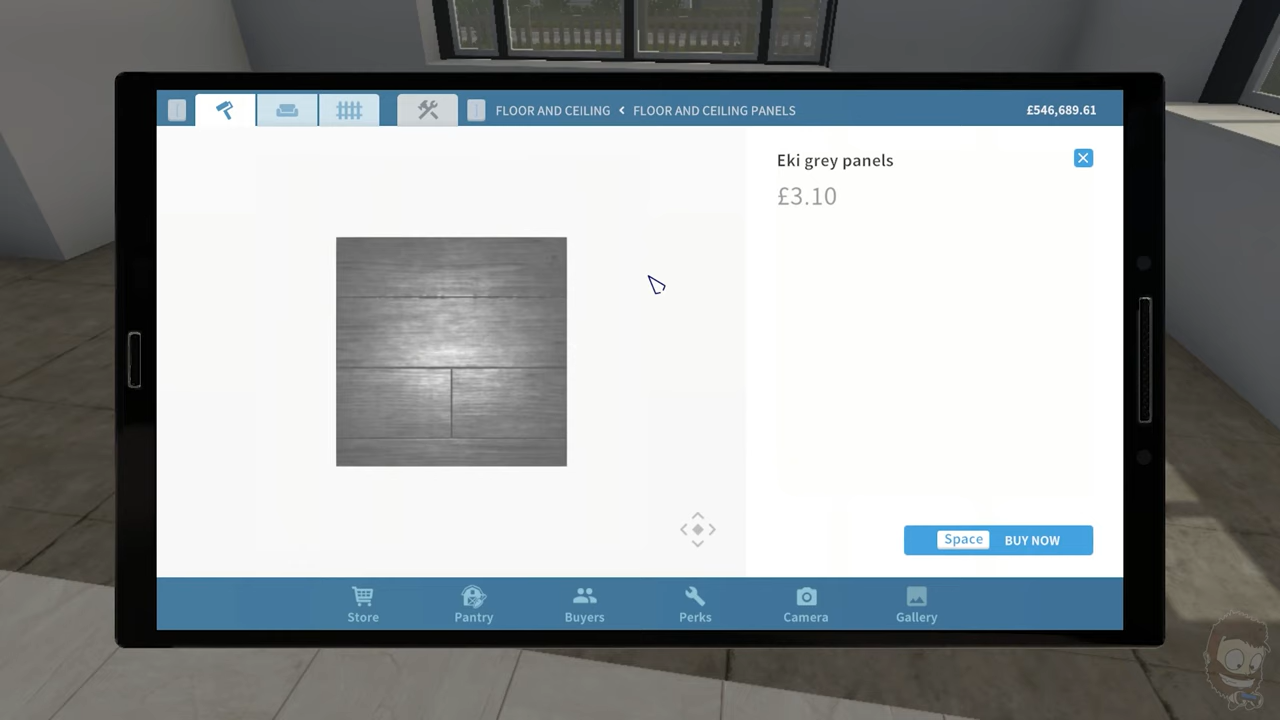 FLOOR AND CEILING < FLOOR AND CEILING PANELS £546,689.61
Eki grey panels
£3.10
Space BUY NOW
Store Pantry Buyers Perks Camera Gallery